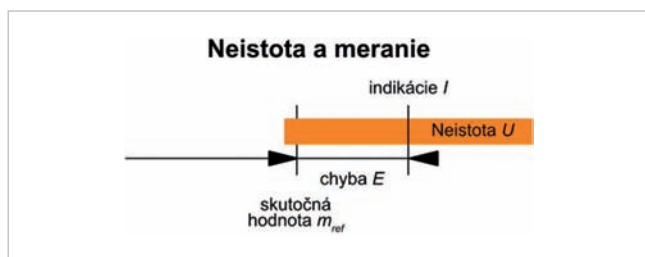 Neistota a meranie
indikácie I
Neistota U
chyba E
skutočná
hodnota mref